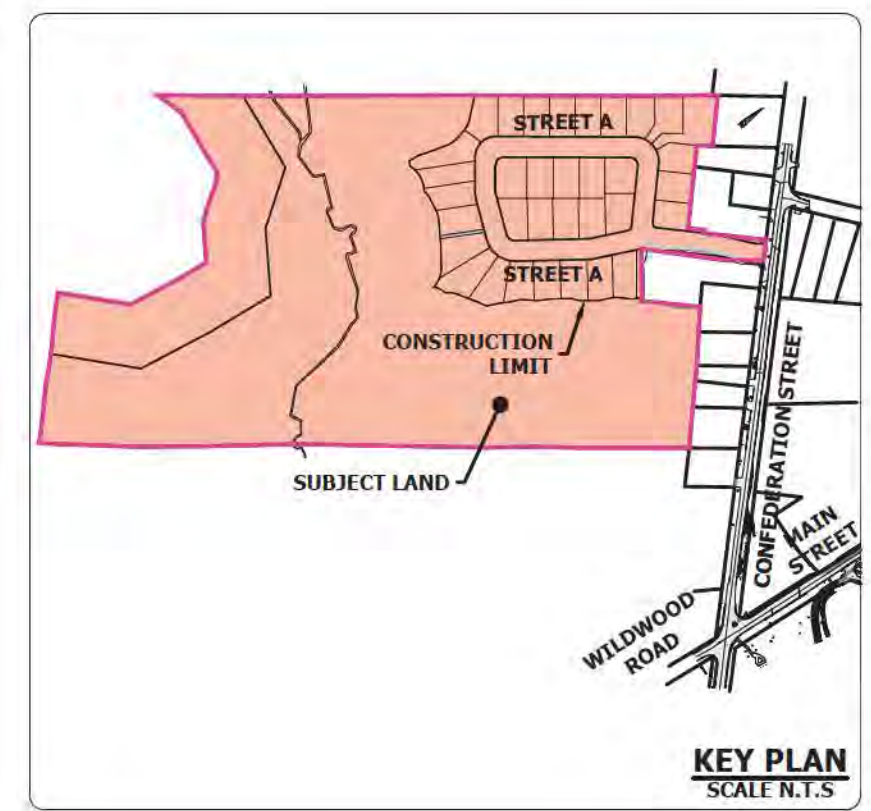 STREET A
STREET A
CONSTRUCTION
LIMIT
SUBJECT LAND
CONFEDERATION STREET
MAIN
STREET
WILDWOOD
ROAD
KEY PLAN
SCALE N.T.S